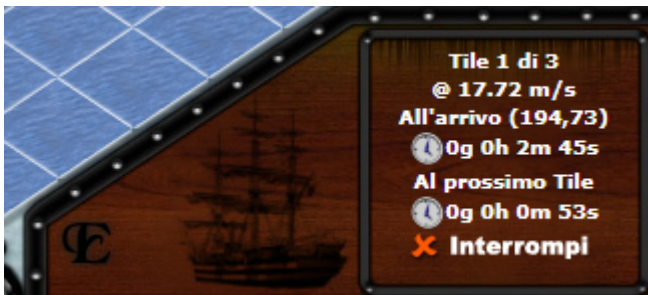 Tile 1 di 3
@ 17.72 m/s
All'arrivo (194,73)
0g 0h 2m 45s
Al prossimo Tile
0g 0h 0m 53s
Interrompi